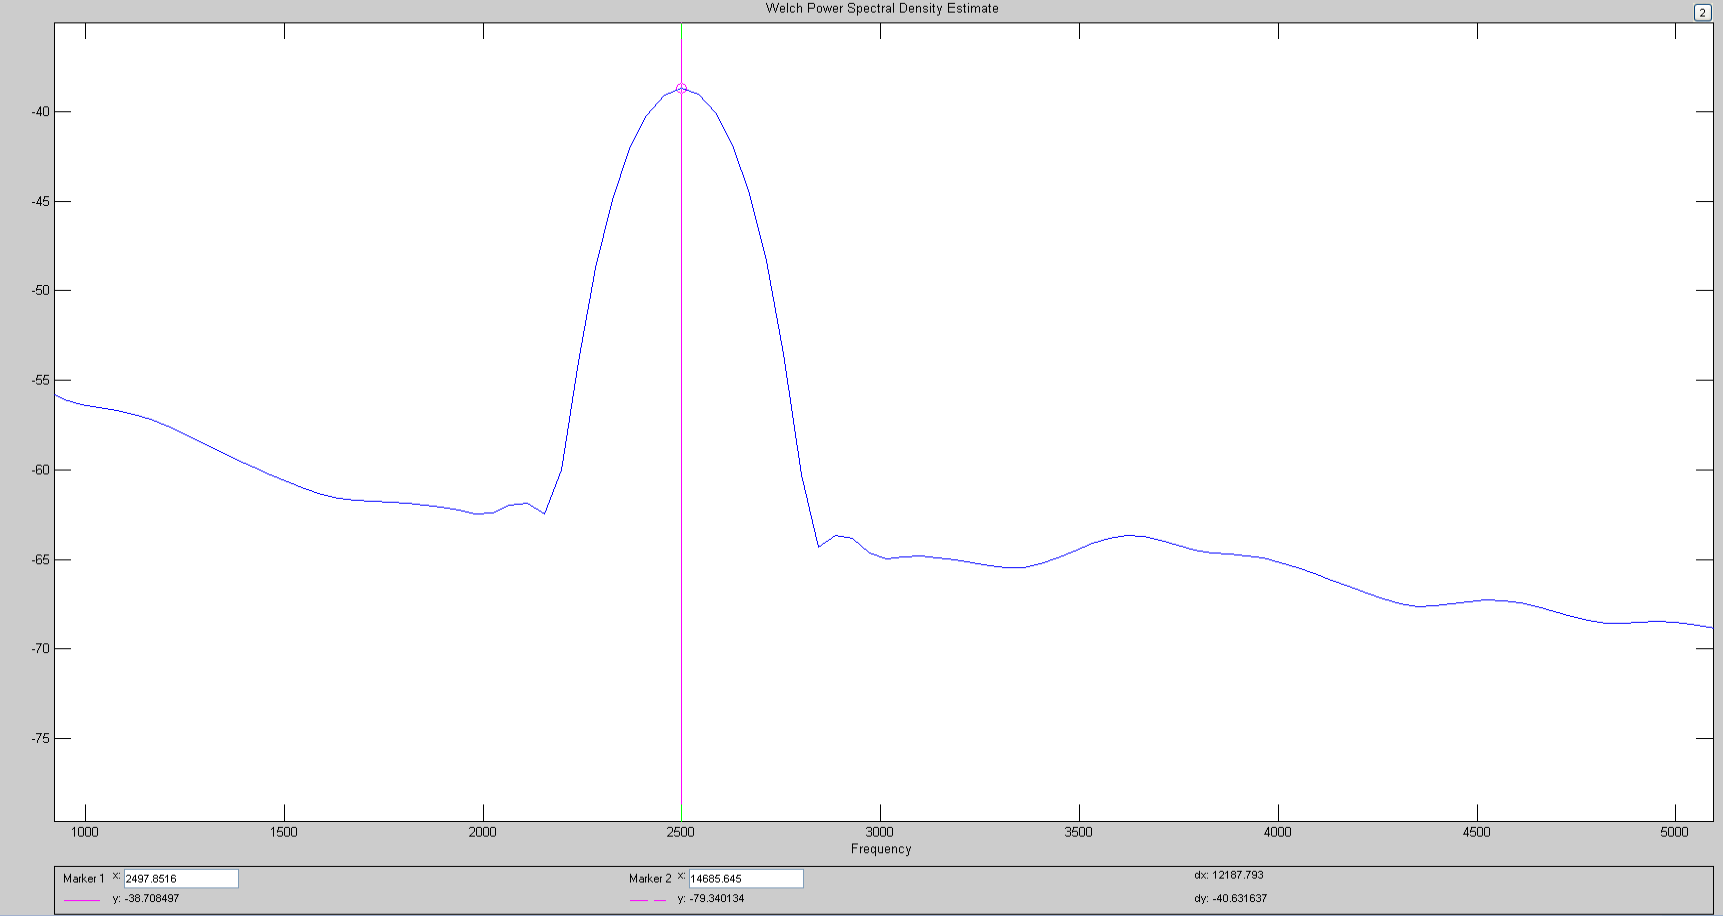 Welch Power Spectral Density Estimate
2
-40
-45
-50
-55
-60
-65
-70
-75
1000 1500 2000 2500 3000 3500 4000 4500 5000
Frequency
Marker 1 x: 2497.8516 Marker 2 x: 14685.645 dx: 12187.793
y: -38.708497 y: -79.340134 dy: -40.631637